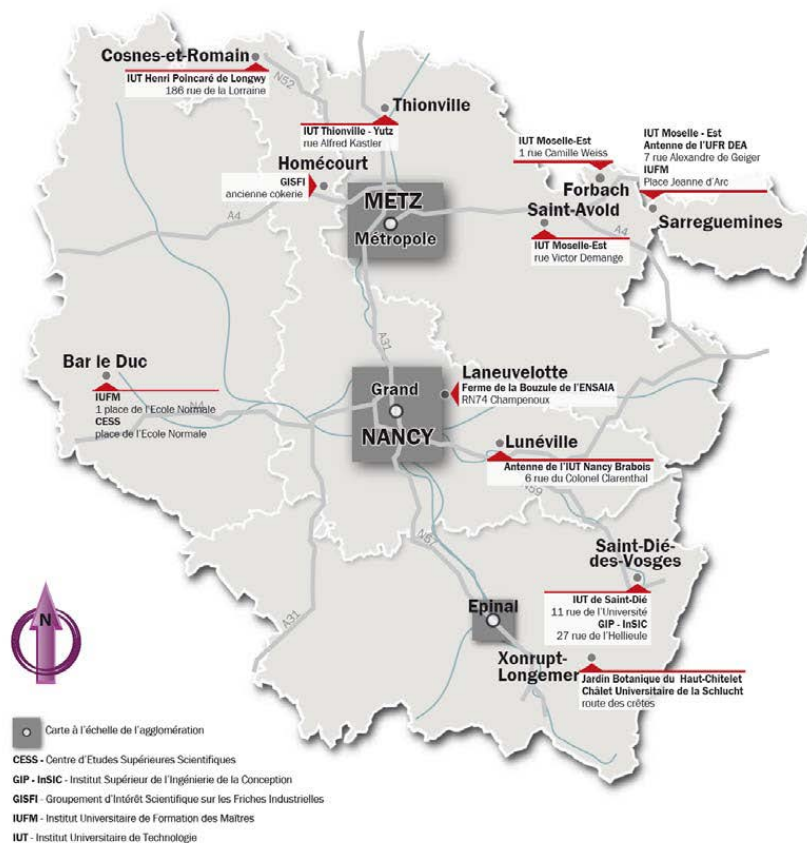 Cosnes-et-Romain
IUT Henri Poincaré de Longwy
186 rue de la Lorraine
N52
Thionville
IUT Thionville - Yutz
rue Alfred Kastler
Homécourt
GISFI
ancienne cokerie
METZ
Métropole
A4
IUT Moselle-Est
1 rue Camille Weiss
Forbach
IUT Moselle - Est
Antenne de l'UFR DEA
7 rue Alexandre de Geiger
IUFM
Place Jeanne d'Arc
Sarreguemines
Saint-Avold
IUT Moselle-Est
rue Victor Demange
A4
A31
Bar le Duc
IUFM
1 place de l'Ecole Normale
CESS
place de l'Ecole Normale
N4
Grand
NANCY
Laneuvelotte
Ferme de la Bouzule de l'ENSAIA
RN74 Champenoux
Lunéville
Antenne de l'IUT Nancy Brabois
6 rue du Colonel Clarenthal
N59
N57
Saint-Dié-
des-Vosges
IUT de Saint-Dié
11 rue de l'Université
GIP - InSIC
27 rue de l'Hellieule
Epinal
A31
Xonrupt-
Longemer
Jardin Botanique du Haut-Chitelet
Châlet Universitaire de la Schlucht
route des crêtes
N
Carte à l'échelle de l'agglomération
CESS - Centre d'Etudes Supérieures Scientifiques
GIP - InSIC - Institut Supérieur de l'Ingénierie de la Conception
GISFI - Groupement d'Intérêt Scientifique sur les Friches Industrielles
IUFM - Institut Universitaire de Formation des Maîtres
IUT - Institut Universitaire de Technologie